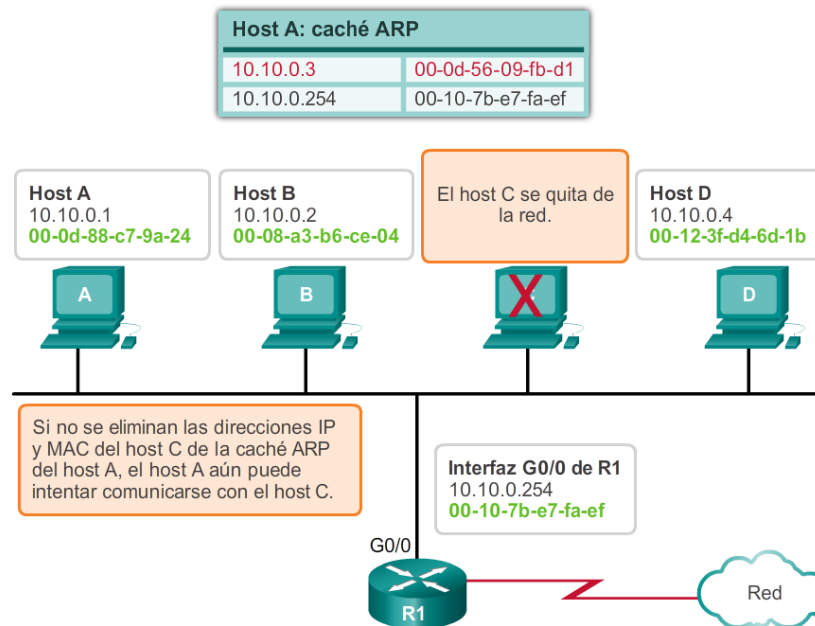 Host A: caché ARP
10.10.0.3 00-0d-56-09-fb-d1
10.10.0.254 00-10-7b-e7-fa-ef
Host A
10.10.0.1
00-0d-88-c7-9a-24
Host B
10.10.0.2
00-08-a3-b6-ce-04
El host C se quita de
la red.
Host D
10.10.0.4
00-12-3f-d4-6d-1b
A
B
D
Si no se eliminan las direcciones IP
y MAC del host C de la caché ARP
del host A, el host A aún puede
intentar comunicarse con el host C.
Interfaz G0/0 de R1
10.10.0.254
00-10-7b-e7-fa-ef
G0/0
R1
Red